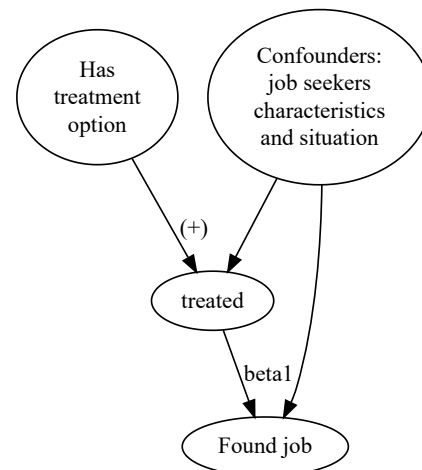 Has
treatment
option
Confounders:
job seekers
characteristics
and situation
(+)
treated
beta1
Found job